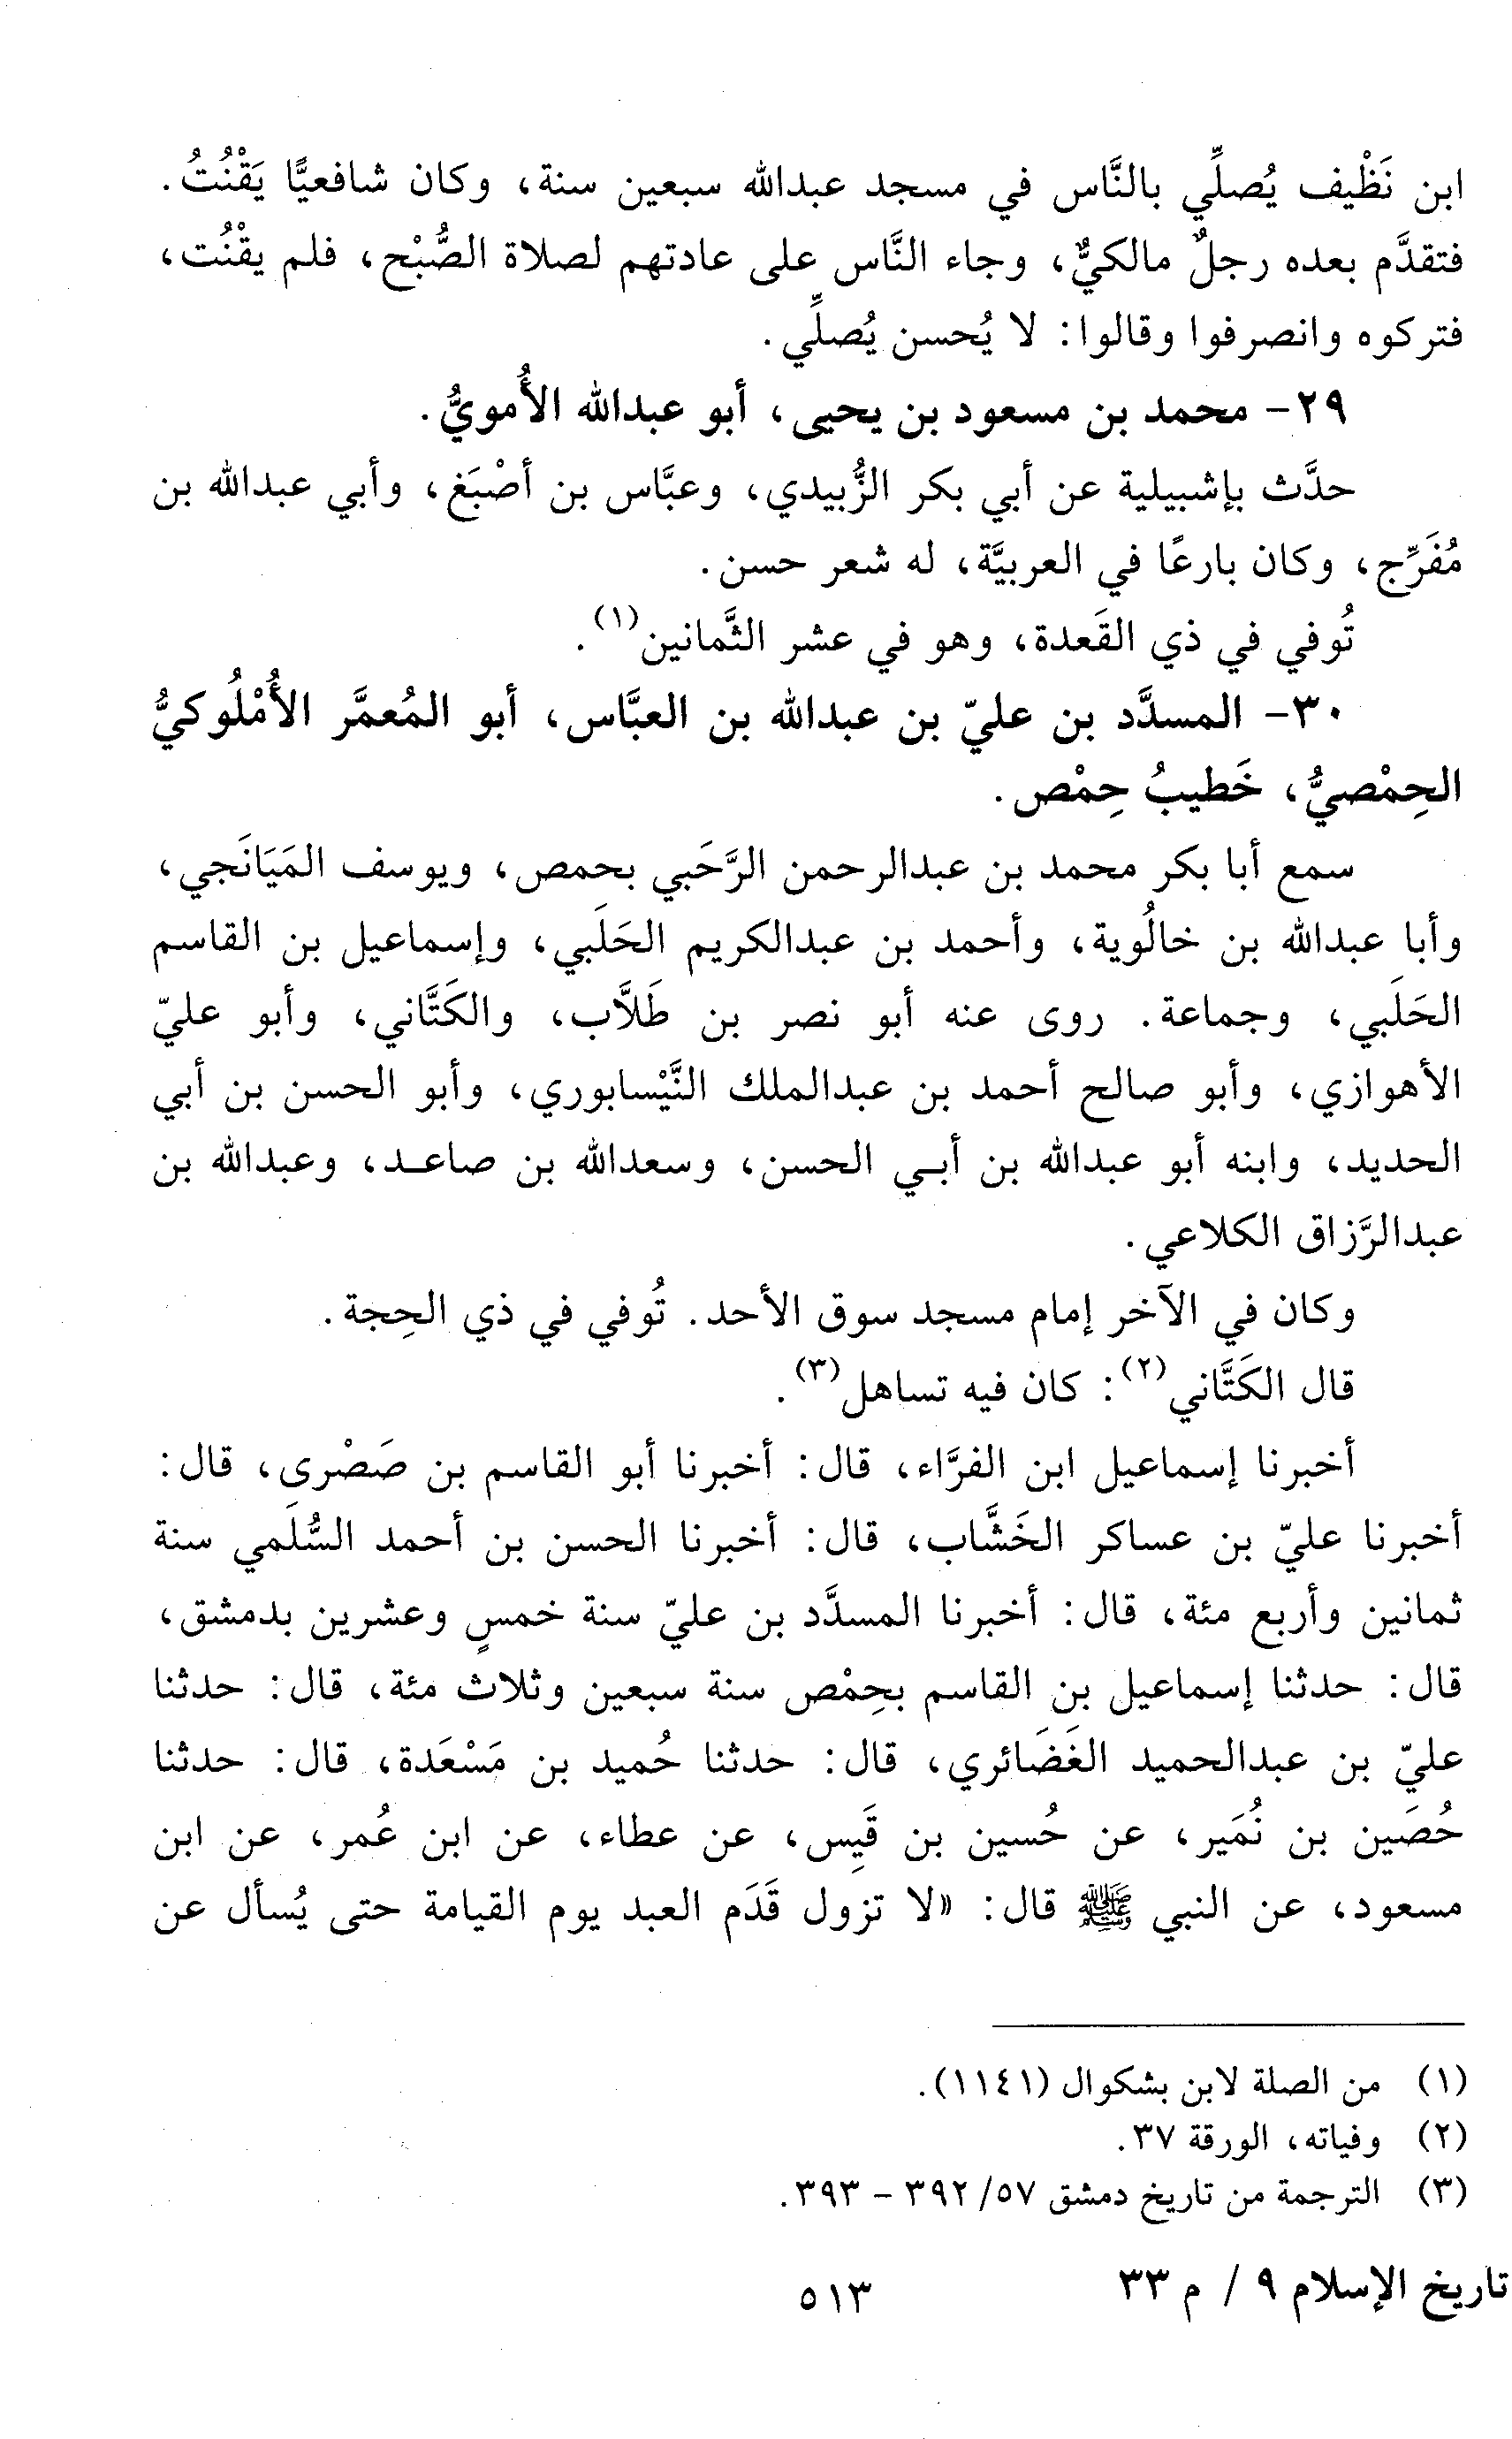 ابن نَظْيف يُصلِّي بالنَّاس في مسجد عبدالله سبعين سنة، وكان شافعيًّا يَقْنُتُ.
فتقدَّم بعده رجلٌ مالكيٌّ، وجاء النَّاس على عادتهم لصلاة الصُّبْح، فلم يقْنُت،
فتركوه وانصرفوا وقالوا: لا يُحسن يُصلِّي.
٢٩- محمد بن مسعود بن يحيى، أبو عبدالله الأُمويُّ.
حدَّث بإشبيلية عن أبي بكر الزُّبيدي، وعبَّاس بن أصْبَغ، وأبي عبدالله بن
مُفَرِّج، وكان بارعًا في العربيَّة، له شعر حسن.
تُوفي في ذي القَعدة، وهو في عشر الثَّمانين(١).
٣٠- المسدَّد بن عليّ بن عبدالله بن العبَّاس، أبو المُعمَّر الأُمْلُوكيُّ
الحِمْصيُّ، خَطيبُ حِمْص.
سمع أبا بكر محمد بن عبدالرحمن الرَّحَبي بحمص، ويوسف المَيَانَجي،
وأبا عبدالله بن خالُوية، وأحمد بن عبدالكريم الحَلَبي، وإسماعيل بن القاسم
الحَلَبي، وجماعة. روى عنه أبو نصر بن طَلاَّب، والكَتَّاني، وأبو عليّ
الأهوازي، وأبو صالح أحمد بن عبدالملك النَّيْسابوري، وأبو الحسن بن أبي
الحديد، وابنه أبو عبدالله بن أبي الحسن، وسعدالله بن صاعد، وعبدالله بن
عبدالرَّزاق الكلاعي.
وكان في الآخر إمام مسجد سوق الأحد. تُوفي في ذي الحِجة.
قال الكَتَّاني(٢): كان فيه تساهل(٣).
أخبرنا إسماعيل ابن الفرَّاء، قال: أخبرنا أبو القاسم بن صَصْرى، قال:
أخبرنا عليّ بن عساكر الخَشَّاب، قال: أخبرنا الحسن بن أحمد السُّلَمي سنة
ثمانين وأربع مئة، قال: أخبرنا المسدَّد بن عليّ سنة خمسٍ وعشرين بدمشق،
قال: حدثنا إسماعيل بن القاسم بحِمْص سنة سبعين وثلاث مئة، قال: حدثنا
عليّ بن عبدالحميد الغَضَائري، قال: حدثنا حُميد بن مَسْعَدة، قال: حدثنا
حُصَين بن نُمَير، عن حُسين بن قَيِس، عن عطاء، عن ابن عُمر، عن ابن
مسعود، عن النبي ﷺ قال: «لا تزول قَدَم العبد يوم القيامة حتى يُسأل عن
(١) من الصلة لابن بشكوال (١١٤١).
(٢) وفياته، الورقة ٣٧.
(٣) الترجمة من تاريخ دمشق ٥٧/ ٣٩٢ - ٣٩٣.
تاريخ الإسلام ٩ / م ٣٣
٥١٣